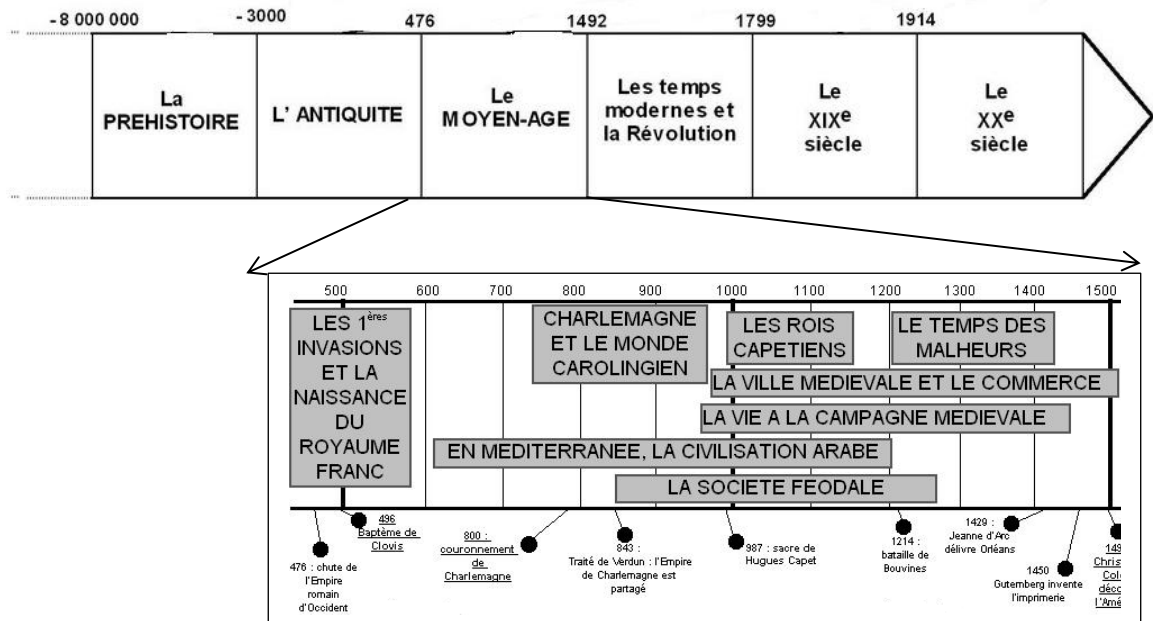 - 8 000 000
- 3000
476
1492
1799
1914
La
PREHISTOIRE
L' ANTIQUITE
Le
MOYEN-AGE
Les temps
modernes et
la Révolution
Le
XIXe
siècle
Le
XXe
siècle
500
600
700
800
900
1000
1100
1200
1300
1400
1500
LES 1ères
INVASIONS
ET LA
NAISSANCE
DU
ROYAUME
FRANC
CHARLEMAGNE
ET LE MONDE
CAROLINGIEN
LES ROIS
CAPETIENS
LE TEMPS DES
MALHEURS
LA VILLE MEDIEVALE ET LE COMMERCE
LA VIE A LA CAMPAGNE MEDIEVALE
EN MEDITERRANEE, LA CIVILISATION ARABE
LA SOCIETE FEODALE
476 : chute de
l'Empire
romain
d'Occident
496
Baptème de
Clovis
800 :
couronnement
de
Charlemagne
843 :
Traité de Verdun : l'Empire
de Charlemagne est
partagé
987 : sacre de
Hugues Capet
1214 :
bataille de
Bouvines
1429 :
Jeanne d'Arc
délivre Orléans
1450
Gutemberg invente
l'imprimerie
149
Chris
Colo
déco
l'Amé